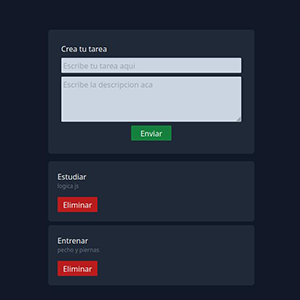 Crea tu tarea
Escribe tu tarea aqui
Escribe la descripcion aca
Enviar
Estudiar
logica js
Eliminar
Entrenar
pecho y piernas
Eliminar